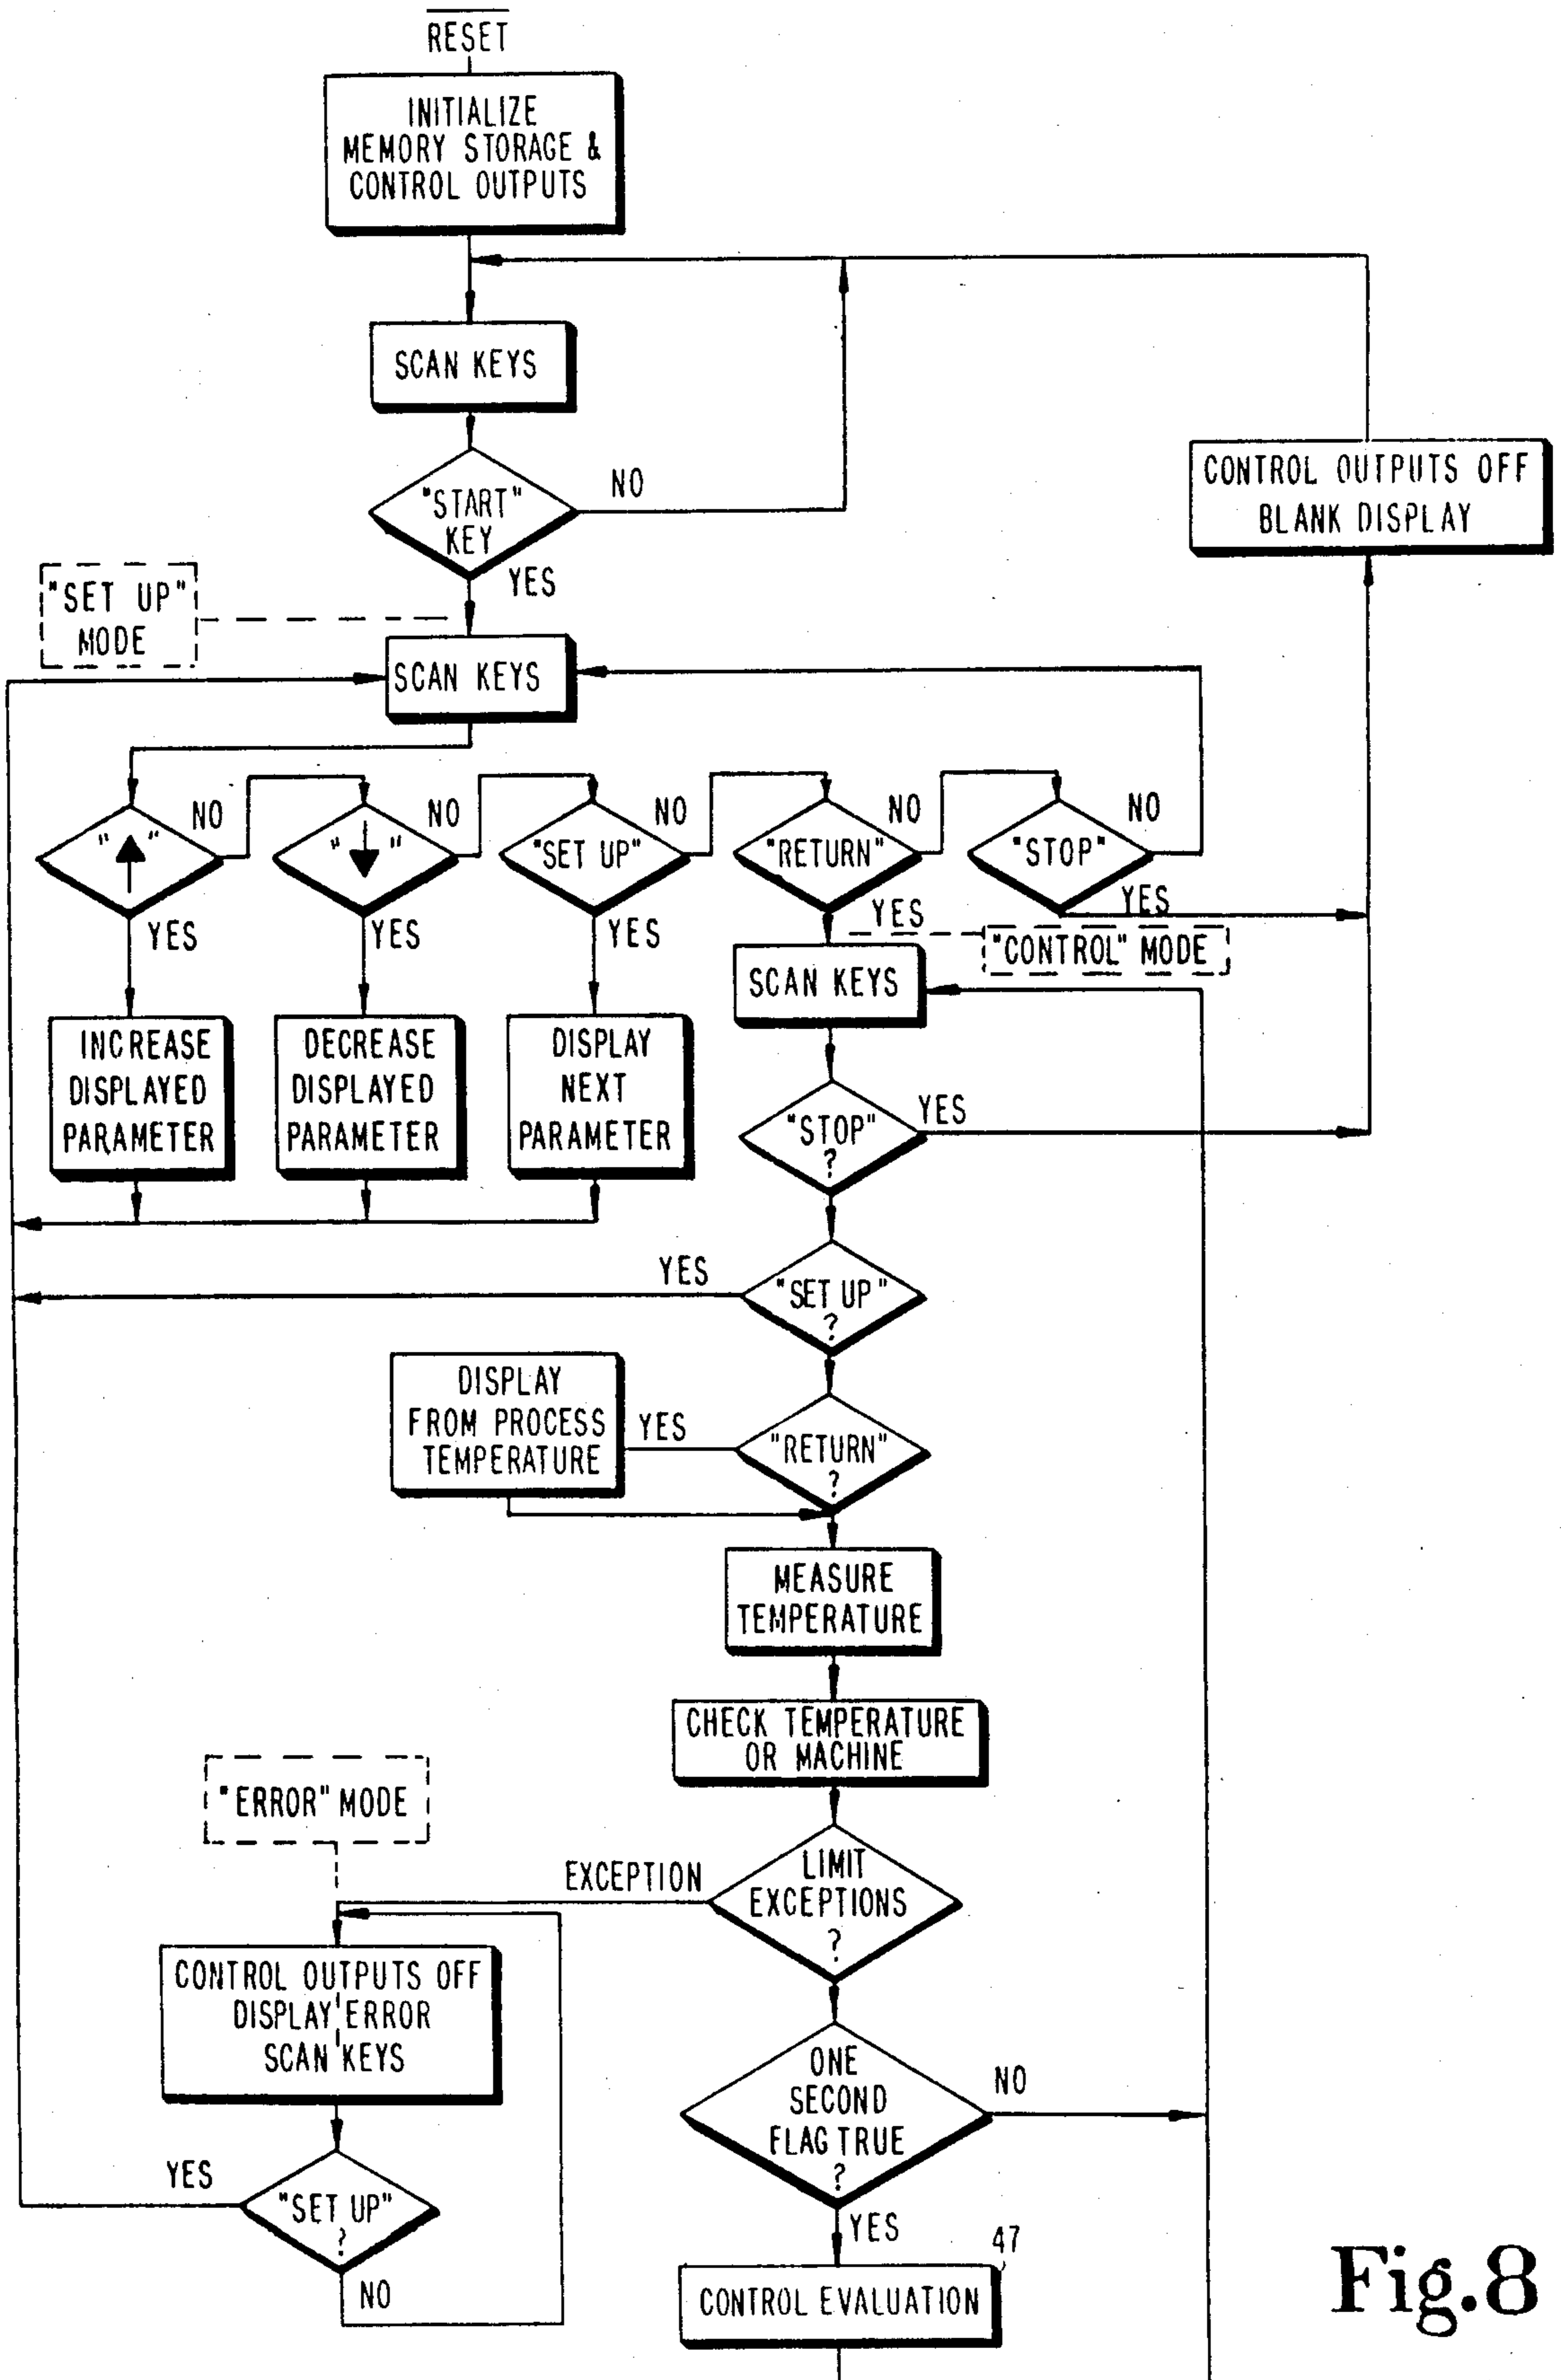 RESET
INITIALIZE
MEMORY STORAGE &
CONTROL OUTPUTS
SCAN KEYS
"START"
KEY
NO
YES
CONTROL OUTPUTS OFF
BLANK DISPLAY
"SET UP"
MODE
SCAN KEYS
"↑"
NO
YES
"↓"
NO
YES
"SET UP"
NO
YES
"RETURN"
NO
YES
"STOP"
NO
YES
"CONTROL" MODE
INCREASE
DISPLAYED
PARAMETER
DECREASE
DISPLAYED
PARAMETER
DISPLAY
NEXT
PARAMETER
SCAN KEYS
"STOP"
?
YES
"SET UP"
?
YES
"RETURN"
?
YES
DISPLAY
FROM PROCESS
TEMPERATURE
MEASURE
TEMPERATURE
CHECK TEMPERATURE
OR MACHINE
LIMIT
EXCEPTIONS
?
EXCEPTION
"ERROR" MODE
CONTROL OUTPUTS OFF
DISPLAY ERROR
SCAN KEYS
"SET UP"
?
YES
NO
ONE
SECOND
FLAG TRUE
?
NO
YES
47
CONTROL EVALUATION
Fig.8